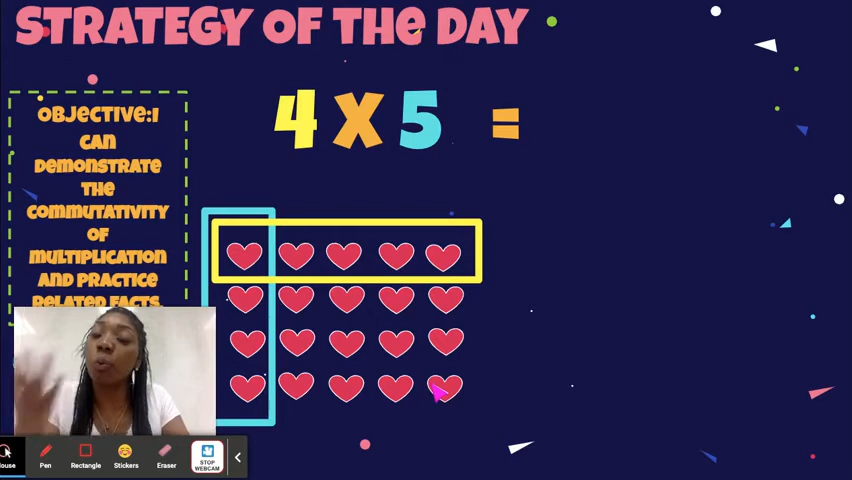 STRATEGY OF THE DAY
4 X 5 =
OBJECTIVE:I
CAN
DEMONSTRATE
THE
COMMUTATIVITY
OF
MULTIPLICATION
AND PRACTICE
RELATED FACTS.
Mouse
Pen
Rectangle
Stickers
Eraser
STOP
WEBCAM